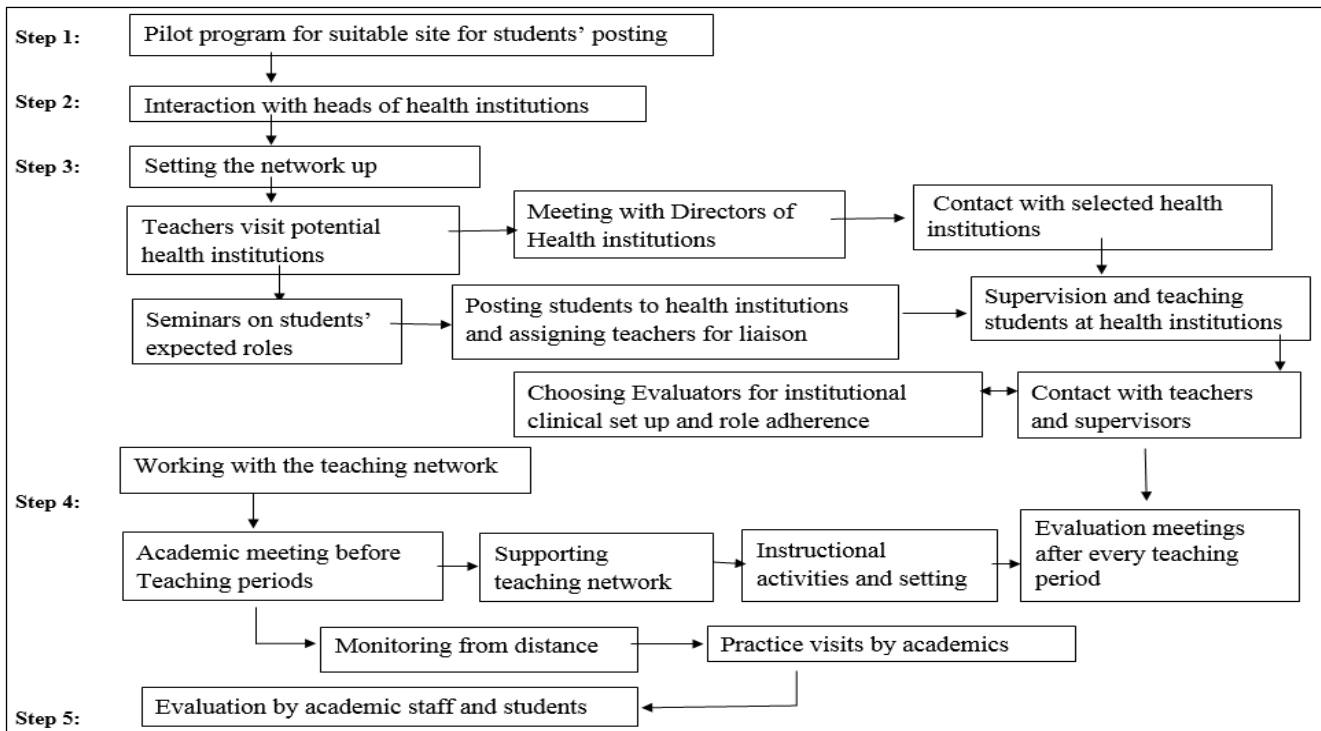 Step 1:
Pilot program for suitable site for students’ posting
Step 2:
Interaction with heads of health institutions
Step 3:
Setting the network up
Teachers visit potential
health institutions
Meeting with Directors of
Health institutions
Contact with selected health
institutions
Seminars on students’
expected roles
Posting students to health institutions
and assigning teachers for liaison
Supervision and teaching
students at health institutions
Choosing Evaluators for institutional
clinical set up and role adherence
Contact with teachers
and supervisors
Working with the teaching network
Step 4:
Academic meeting before
Teaching periods
Supporting
teaching network
Instructional
activities and setting
Evaluation meetings
after every teaching
period
Monitoring from distance
Practice visits by academics
Evaluation by academic staff and students
Step 5: